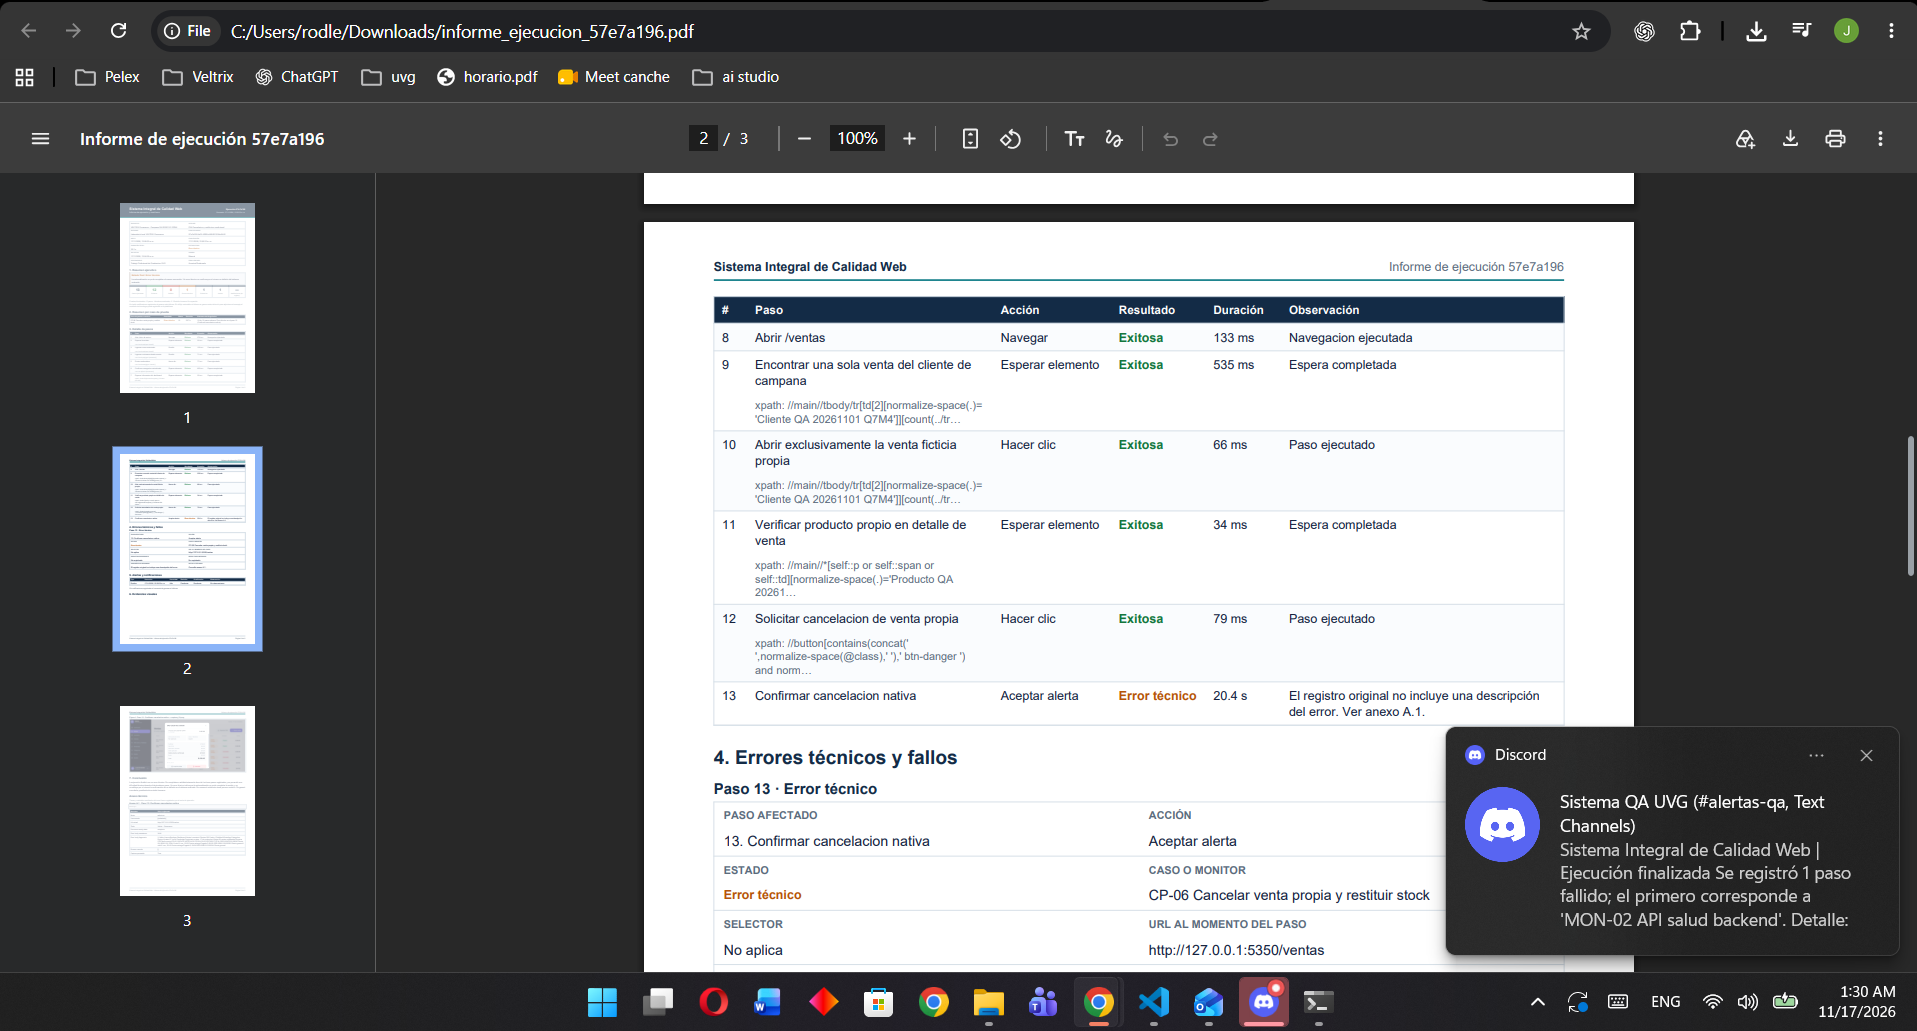 File
C:/Users/rodle/Downloads/informe_ejecucion_57e7a196.pdf
J
Pelex
Veltrix
ChatGPT
uvg
horario.pdf
Meet canche
ai studio
Informe de ejecución 57e7a196
2 / 3
100%
1
2
3
Sistema Integral de Calidad Web
Informe de ejecución 57e7a196
# Paso Acción Resultado Duración Observación
8 Abrir /ventas Navegar Exitosa 133 ms Navegacion ejecutada
9 Encontrar una sola venta del cliente de Esperar elemento Exitosa 535 ms Espera completada
campana
xpath: //main//tbody/tr[td[2][normalize-space(.)=
'Cliente QA 20261101 Q7M4']][count(../tr…
10 Abrir exclusivamente la venta ficticia Hacer clic Exitosa 66 ms Paso ejecutado
propia
xpath: //main//tbody/tr[td[2][normalize-space(.)=
'Cliente QA 20261101 Q7M4']][count(../tr…
11 Verificar producto propio en detalle de Esperar elemento Exitosa 34 ms Espera completada
venta
xpath: //main//*[self::p or self::span or
self::td][normalize-space(.)='Producto QA
20261…
12 Solicitar cancelacion de venta propia Hacer clic Exitosa 79 ms Paso ejecutado
xpath: //button[contains(concat('
',normalize-space(@class),' '),' btn-danger ')
and norm…
13 Confirmar cancelacion nativa Aceptar alerta Error técnico 20.4 s El registro original no incluye una descripción
del error. Ver anexo A.1.
4. Errores técnicos y fallos
Paso 13 · Error técnico
PASO AFECTADO
ACCIÓN
13. Confirmar cancelacion nativa
Aceptar alerta
ESTADO
CASO O MONITOR
Error técnico
CP-06 Cancelar venta propia y restituir stock
SELECTOR
URL AL MOMENTO DEL PASO
No aplica
http://127.0.0.1:5350/ventas
Discord
Sistema QA UVG (#alertas-qa, Text
Channels)
Sistema Integral de Calidad Web |
Ejecución finalizada Se registró 1 paso
fallido; el primero corresponde a
'MON-02 API salud backend'. Detalle:
ENG
1:30 AM
11/17/2026